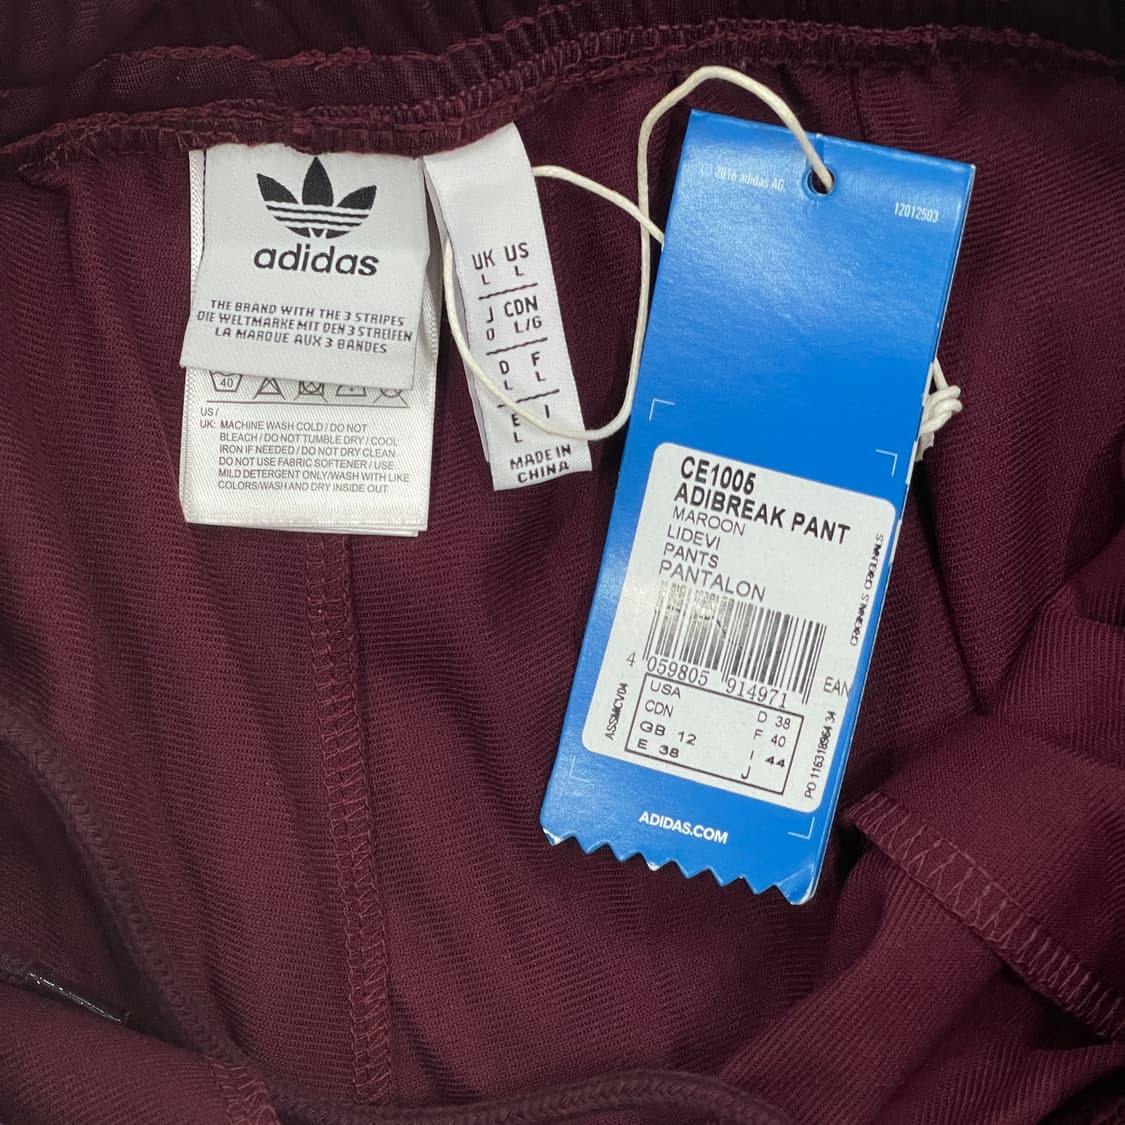 adidas
THE BRAND WITH THE 3 STRIPES
DIE WELTMARKE MIT DEN 3 STREIFEN
LA MARQUE AUX 3 BANDES
40
US /
UK: MACHINE WASH COLD / DO NOT
BLEACH / DO NOT TUMBLE DRY / COOL
IRON IF NEEDED / DO NOT DRY CLEAN
DO NOT USE FABRIC SOFTENER / USE
MILD DETERGENT ONLY/WASH WITH LIKE
COLORS/WASH AND DRY INSIDE OUT
UK US
L L
J CDN
O L/G
D F
L L
E I
L
MADE IN
CHINA
© 2016 adidas AG
12012503
CE1005
ADIBREAK PANT
MAROON
LIDEVI
PANTS
PANTALON
4 059805 914971
EAN
USA D 38
CDN F 40
GB 12 I 44
E 38 J
ASSMCV04
PO 116318964 34
ADIDAS.COM